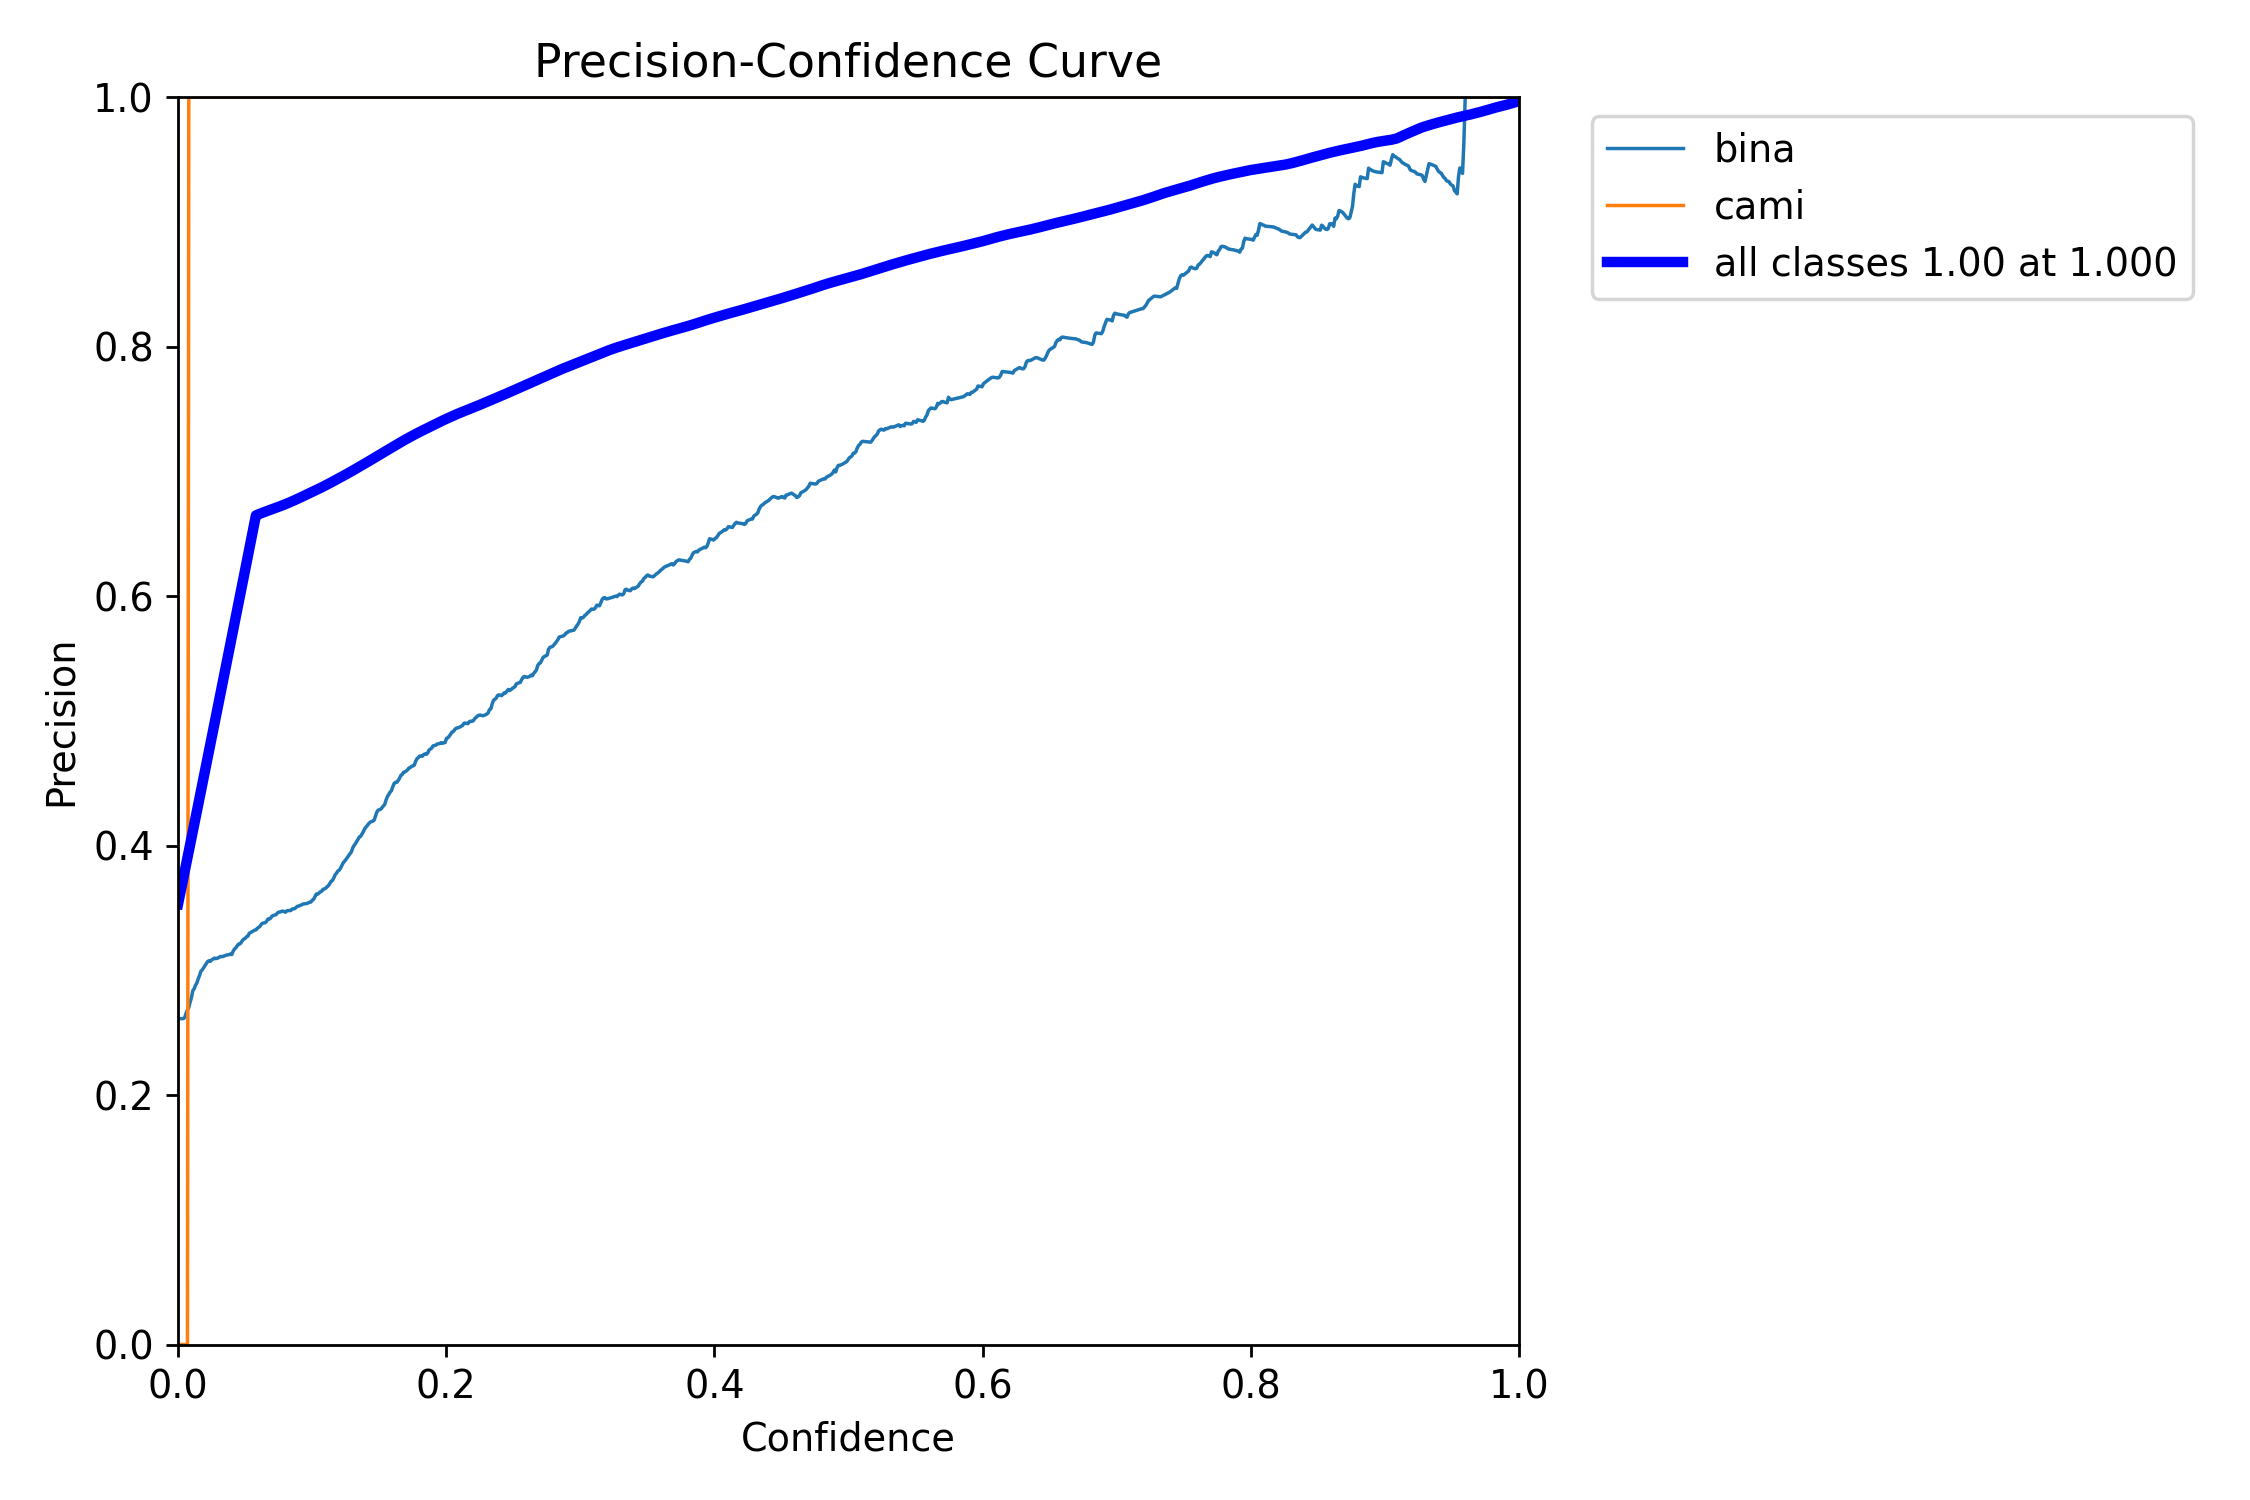 Precision-Confidence Curve
1.0
0.8
0.6
0.4
0.2
0.0
Precision
0.0 0.2 0.4 0.6 0.8 1.0
Confidence
bina
cami
all classes 1.00 at 1.000